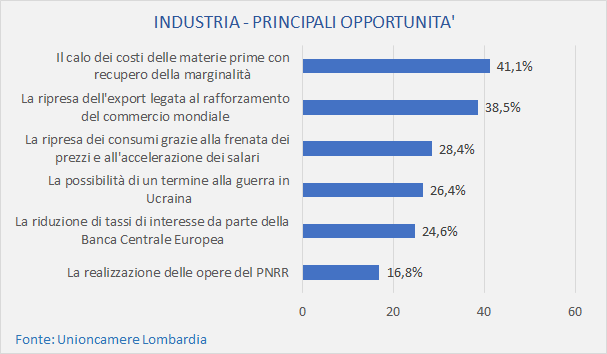 INDUSTRIA - PRINCIPALI OPPORTUNITA'
Il calo dei costi delle materie prime con
recupero della marginalità
41,1%
La ripresa dell'export legata al rafforzamento
del commercio mondiale
38,5%
La ripresa dei consumi grazie alla frenata dei
prezzi e all'accelerazione dei salari
28,4%
La possibilità di un termine alla guerra in
Ucraina
26,4%
La riduzione di tassi di interesse da parte della
Banca Centrale Europea
24,6%
La realizzazione delle opere del PNRR
16,8%
0 20 40 60
Fonte: Unioncamere Lombardia